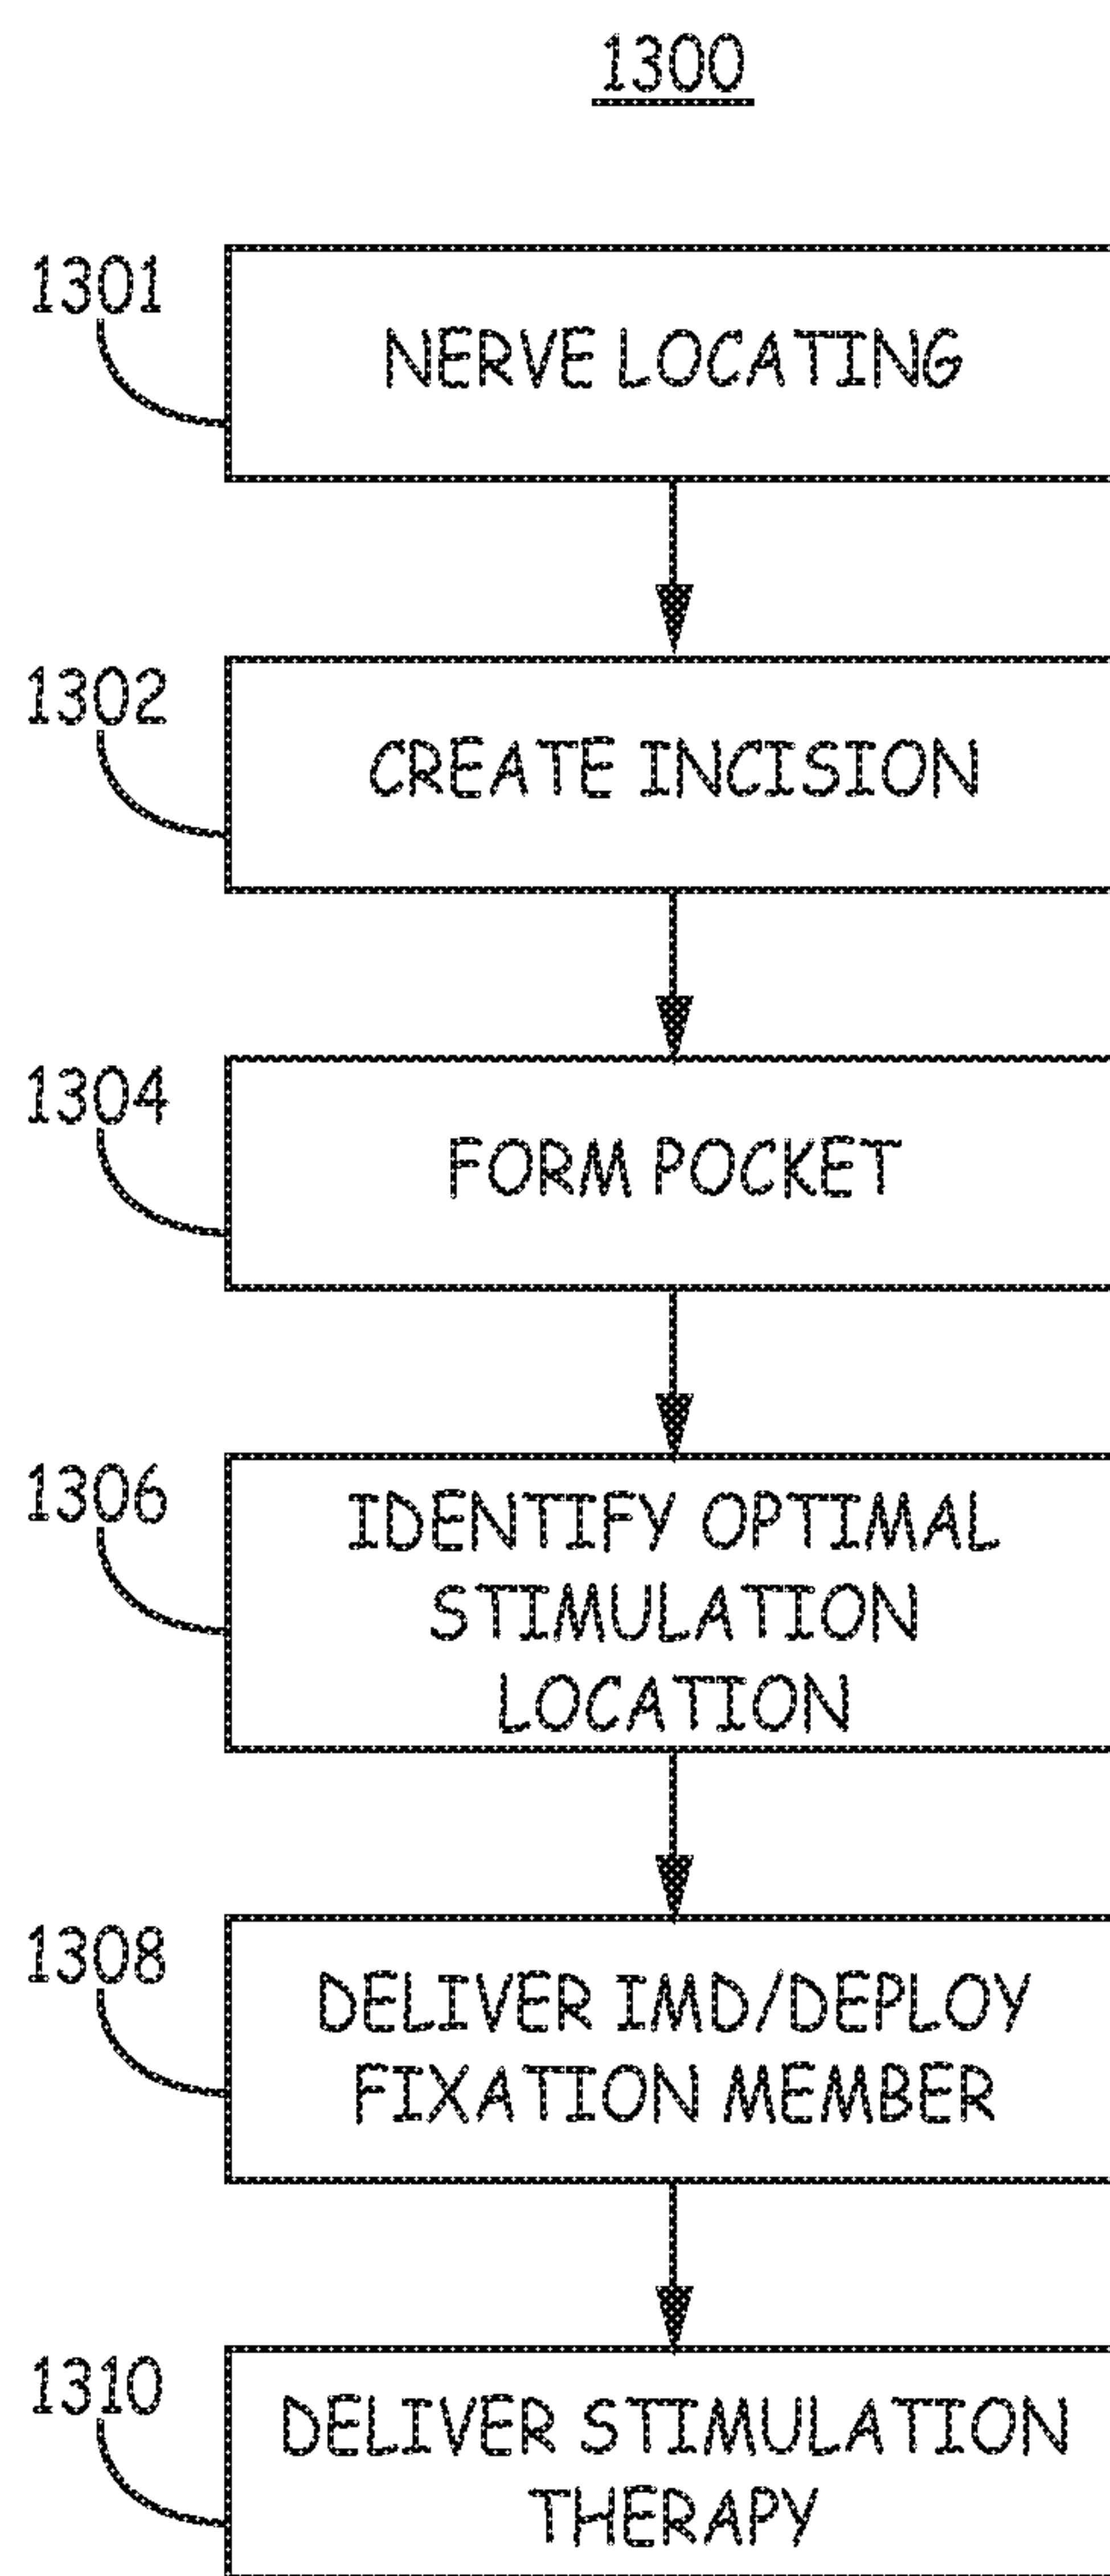 1300
1301
NERVE LOCATING
1302
CREATE INCISION
1304
FORM POCKET
1306
IDENTIFY OPTIMAL
STIMULATION
LOCATION
1308
DELIVER IMD/DEPLOY
FIXATION MEMBER
1310
DELIVER STIMULATION
THERAPY